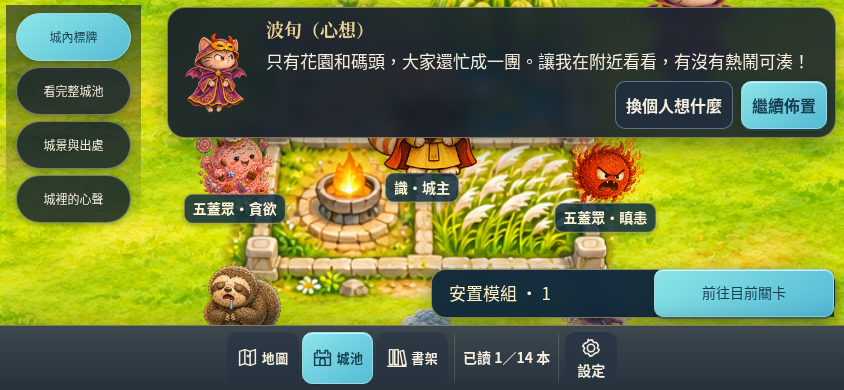 城內標牌
看完整城池
城景與出處
城裡的心聲
波旬（心想）
只有花園和碼頭，大家還忙成一團。讓我在附近看看，有沒有熱鬧可湊！
換個人想什麼
繼續佈置
五蓋眾・貪欲
識・城主
五蓋眾・瞋恚
安置模組・1
前往目前關卡
地圖
城池
書架
已讀 1／14 本
設定